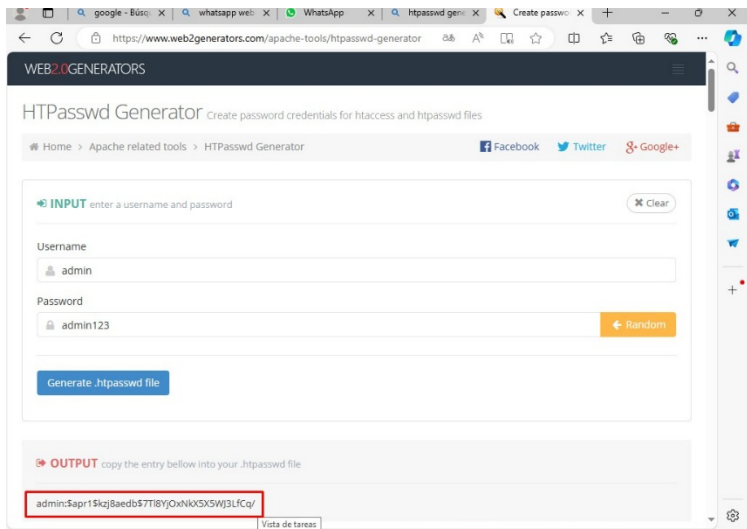 google - Búsq
whatsapp web
WhatsApp
htpasswd gene
Create passwo
https://www.web2generators.com/apache-tools/htpasswd-generator
WEB2.0GENERATORS
HTPasswd Generator Create password credentials for htaccess and htpasswd files
Home > Apache related tools > HTPasswd Generator
Facebook Twitter Google+
INPUT enter a username and password
Clear
Username
admin
Password
admin123
Random
Generate .htpasswd file
OUTPUT copy the entry bellow into your .htpasswd file
admin:$apr1$kzj8aedb$7Tl8YjOxNkX5X5WJ3LfCq/
Vista de tareas